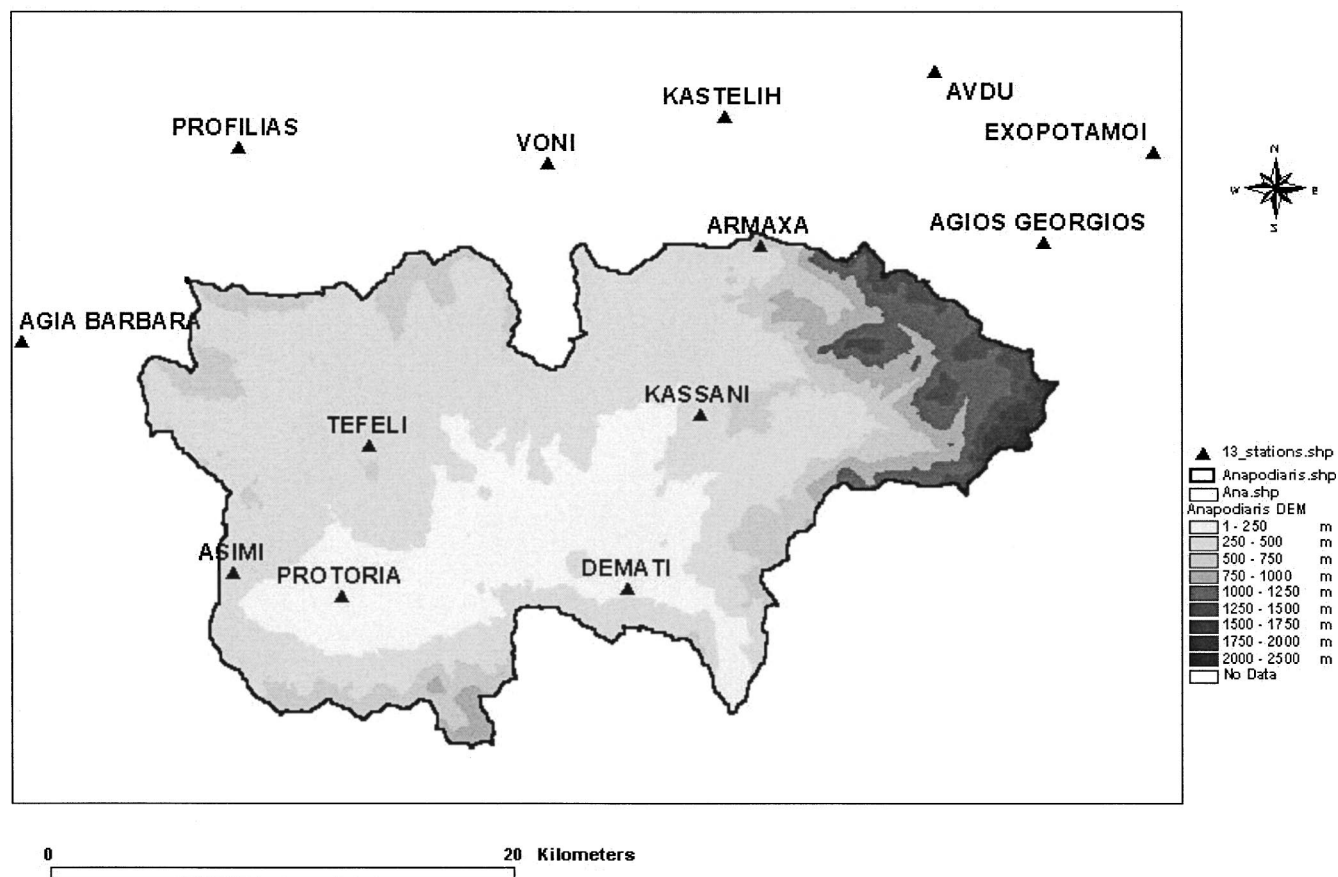 AVDU
KASTELIH
PROFILIAS
VONI
EXOPOTAMOI
N
W
E
S
ARMAXA
AGIOS GEORGIOS
AGIA BARBARA
KASSANI
TEFELI
ASIMI
PROTORIA
DEMATI
13_stations.shp
Anapodiaris.shp
Ana.shp
Anapodiaris DEM
1 - 250 m
250 - 500 m
500 - 750 m
750 - 1000 m
1000 - 1250 m
1250 - 1500 m
1500 - 1750 m
1750 - 2000 m
2000 - 2500 m
No Data
0 20 Kilometers